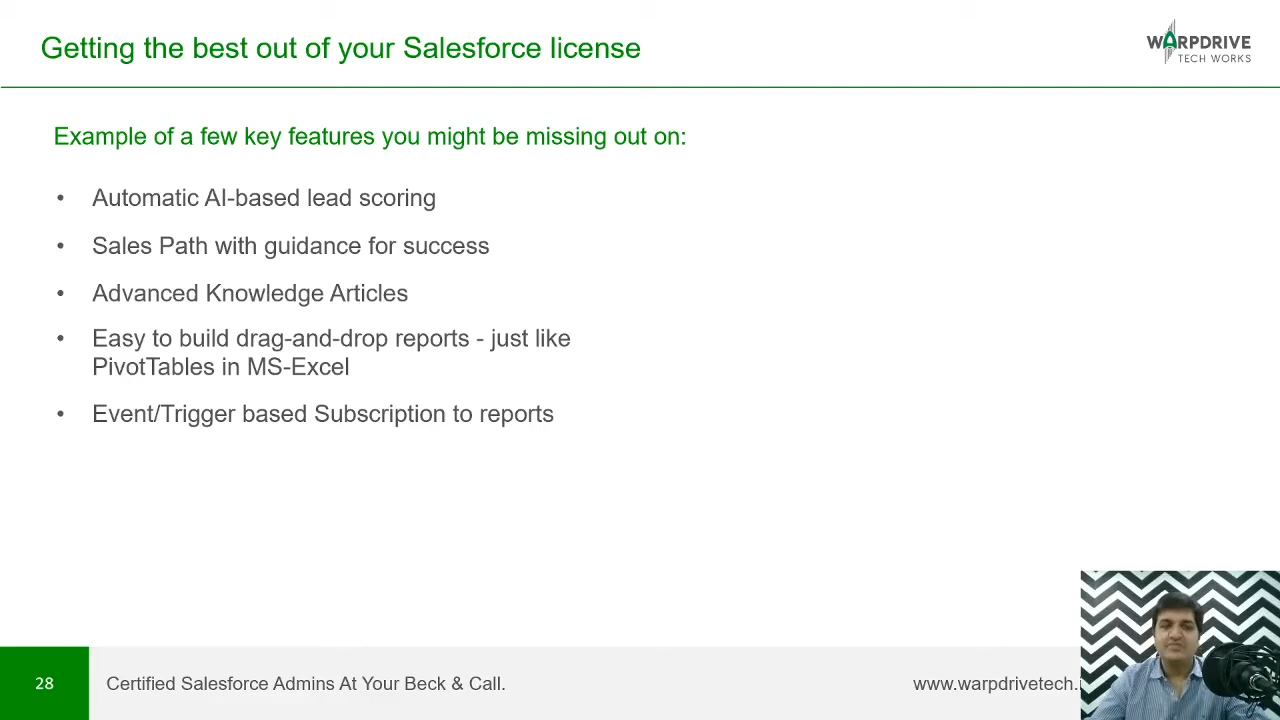 Getting the best out of your Salesforce license
WARPDRIVE
TECH WORKS
Example of a few key features you might be missing out on:
• Automatic AI-based lead scoring
• Sales Path with guidance for success
• Advanced Knowledge Articles
• Easy to build drag-and-drop reports - just like
PivotTables in MS-Excel
• Event/Trigger based Subscription to reports
28
Certified Salesforce Admins At Your Beck & Call.
www.warpdrivetech.